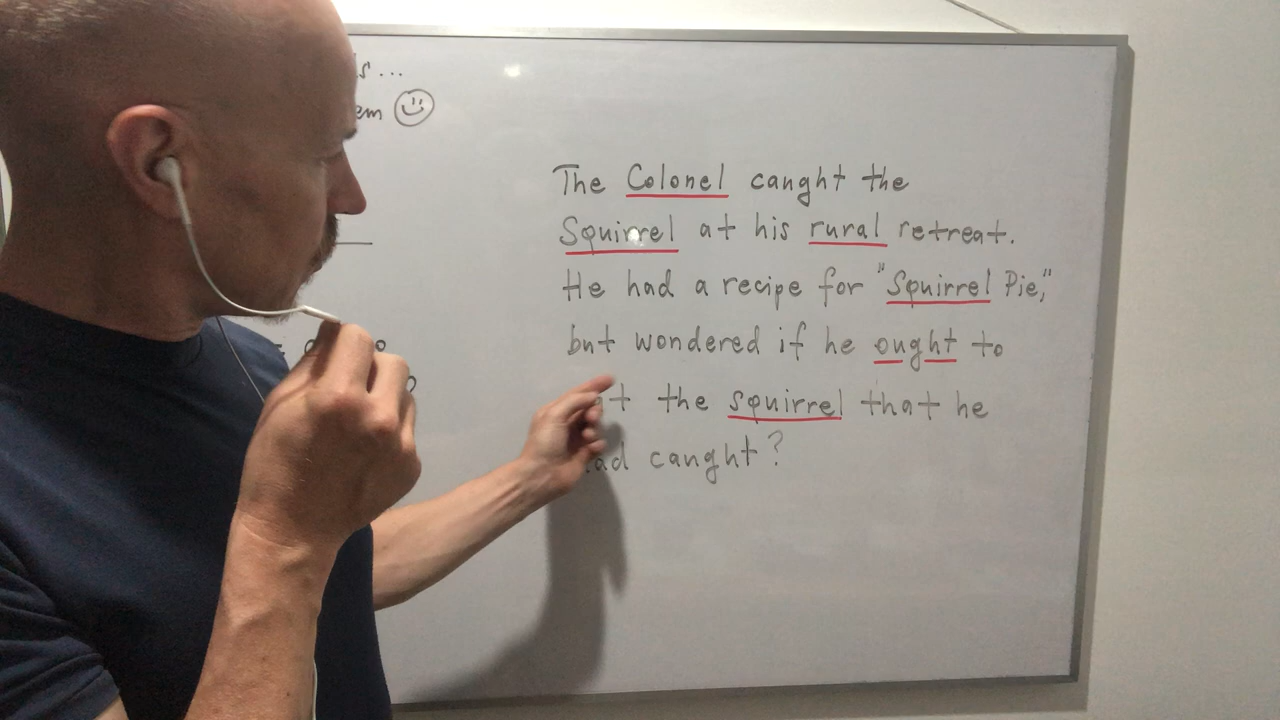 The Colonel caught the
Squirrel at his rural retreat.
He had a recipe for "Squirrel Pie,"
but wondered if he ought to
the squirrel that he
caught?